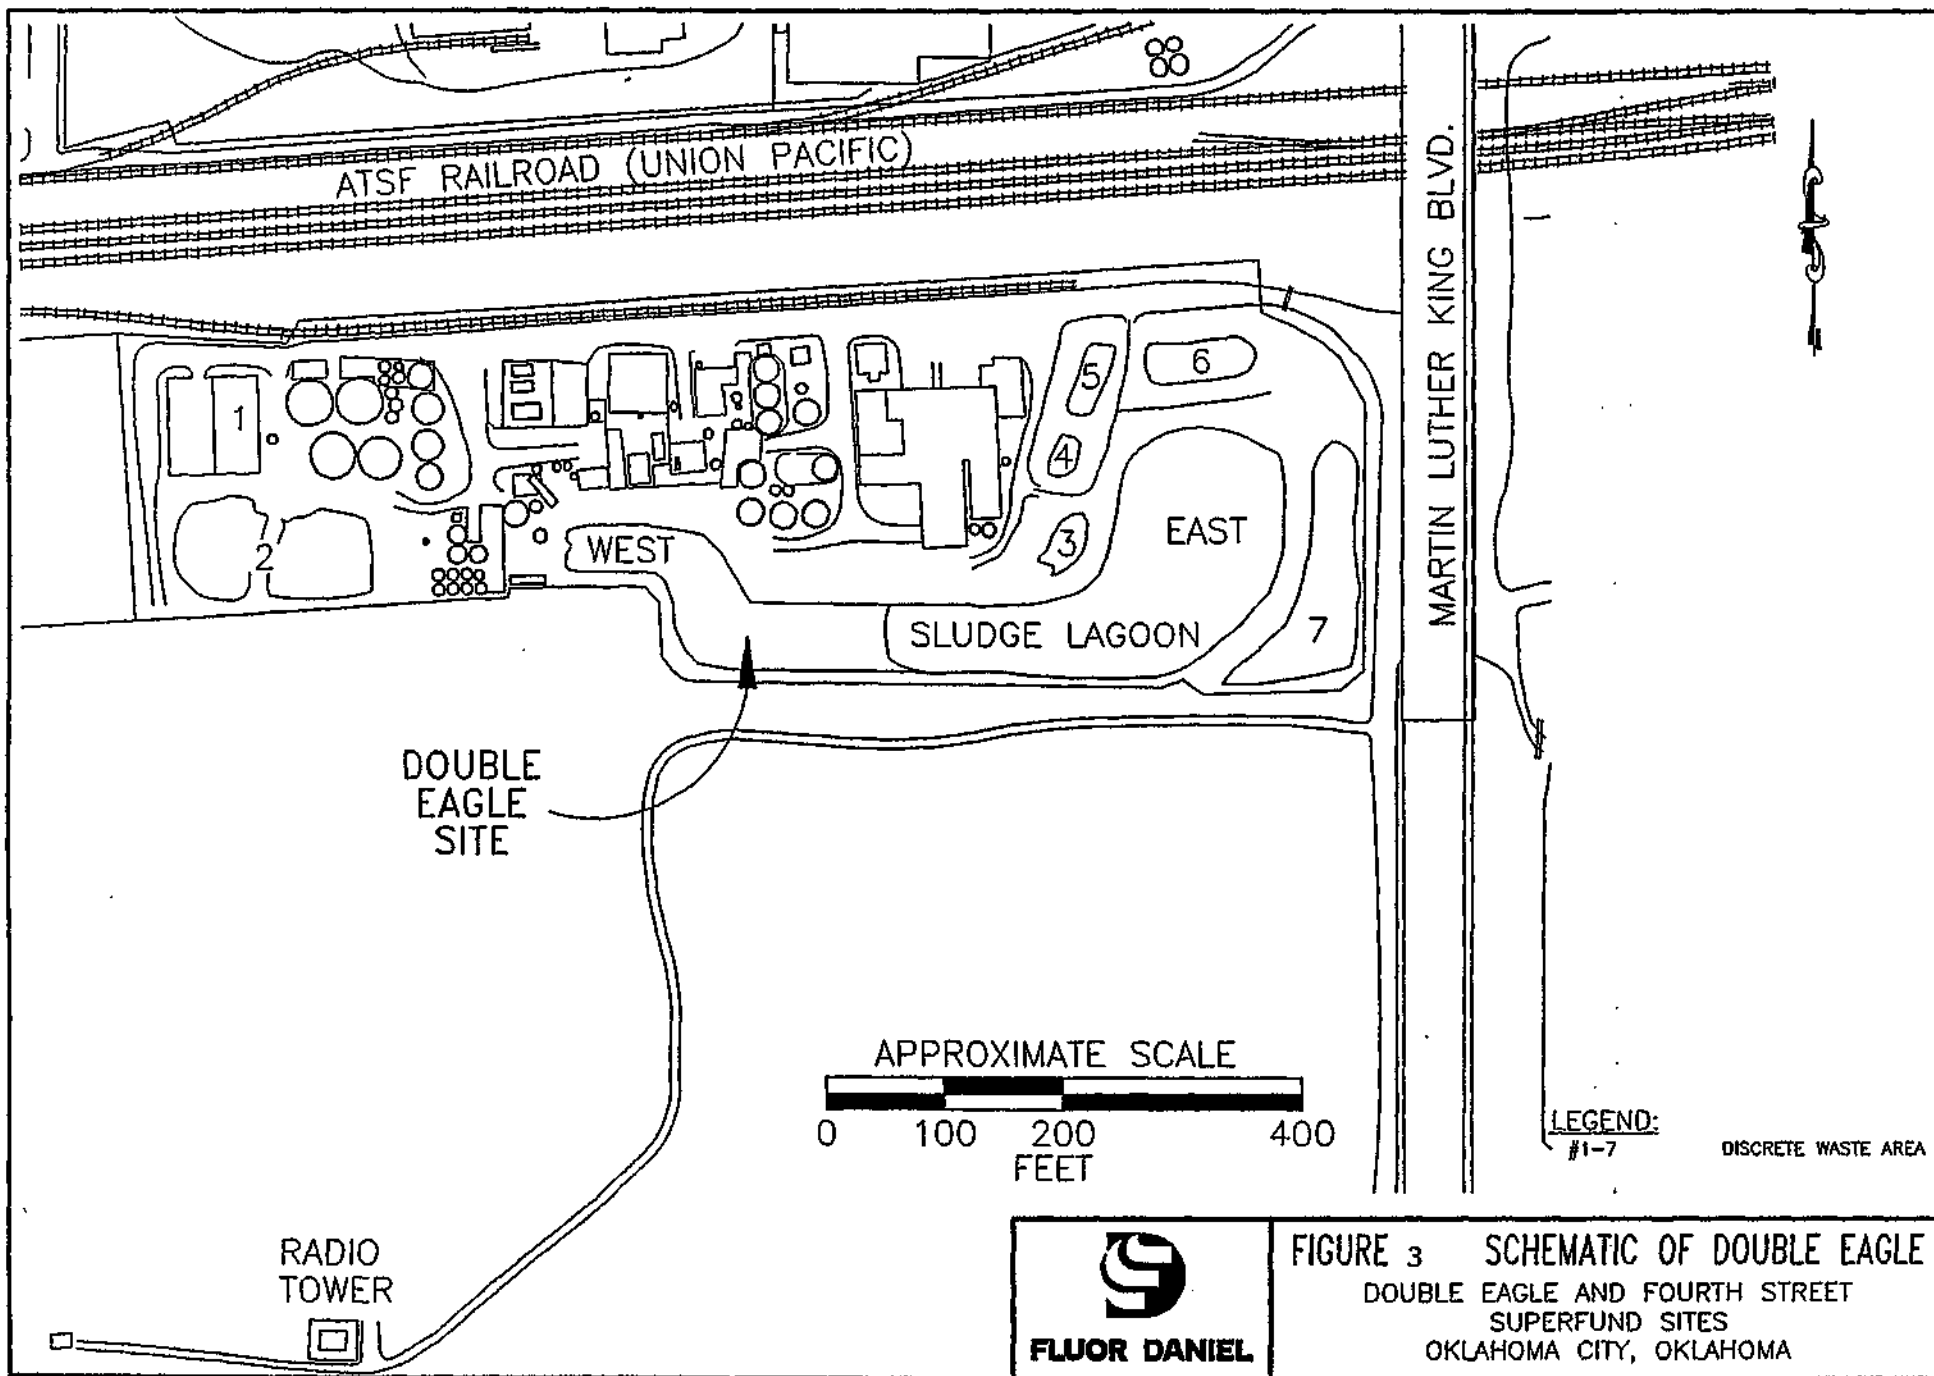 ATSF RAILROAD (UNION PACIFIC)
MARTIN LUTHER KING BLVD.
1
2
3
4
5
6
7
WEST
EAST
SLUDGE LAGOON
DOUBLE
EAGLE
SITE
APPROXIMATE SCALE
0 100 200 400
FEET
LEGEND:
#1-7 DISCRETE WASTE AREA
RADIO
TOWER
FLUOR DANIEL
FIGURE 3 SCHEMATIC OF DOUBLE EAGLE
DOUBLE EAGLE AND FOURTH STREET
SUPERFUND SITES
OKLAHOMA CITY, OKLAHOMA